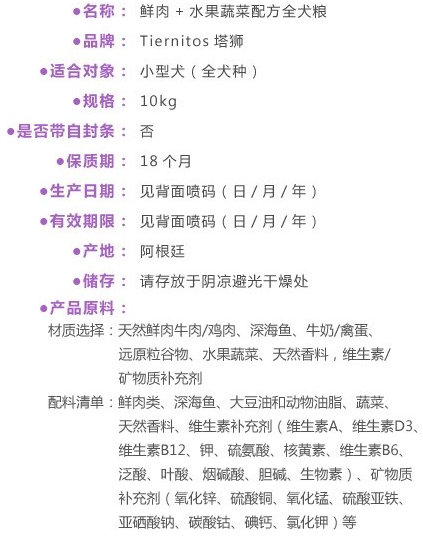 ●名称： 鲜肉 + 水果蔬菜配方全犬粮
●品牌： Tiernitos 塔狮
●适合对象： 小型犬（全犬种）
●规格： 10kg
●是否带自封条： 否
●保质期： 18 个月
●生产日期： 见背面喷码（日 / 月 / 年）
●有效期限： 见背面喷码（日 / 月 / 年）
●产地： 阿根廷
●储存： 请存放于阴凉避光干燥处
●产品原料：
材质选择：天然鲜肉牛肉/鸡肉、深海鱼、牛奶/禽蛋、
远原粒谷物、水果蔬菜、天然香料，维生素/
矿物质补充剂
配料清单：鲜肉类、深海鱼、大豆油和动物油脂、蔬菜、
天然香料、维生素补充剂（维生素A、维生素D3、
维生素B12、钾、硫氨酸、核黄素、维生素B6、
泛酸、叶酸、烟碱酸、胆碱、生物素）、矿物质
补充剂（氧化锌、硫酸铜、氧化锰、硫酸亚铁、
亚硒酸钠、碳酸钴、碘钙、氯化钾）等